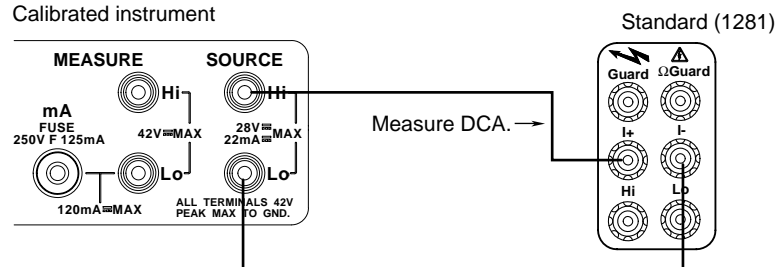 Calibrated instrument
Standard (1281)
MEASURE
SOURCE
Hi
Hi
mA
FUSE
250V F 125mA
42V⎓MAX
28V⎓
22mA⎓
MAX
Lo
Lo
120mA⎓MAX
ALL TERMINALS 42V
PEAK MAX TO GND.
Measure DCA.→
Guard
ΩGuard
I+
I-
Hi
Lo